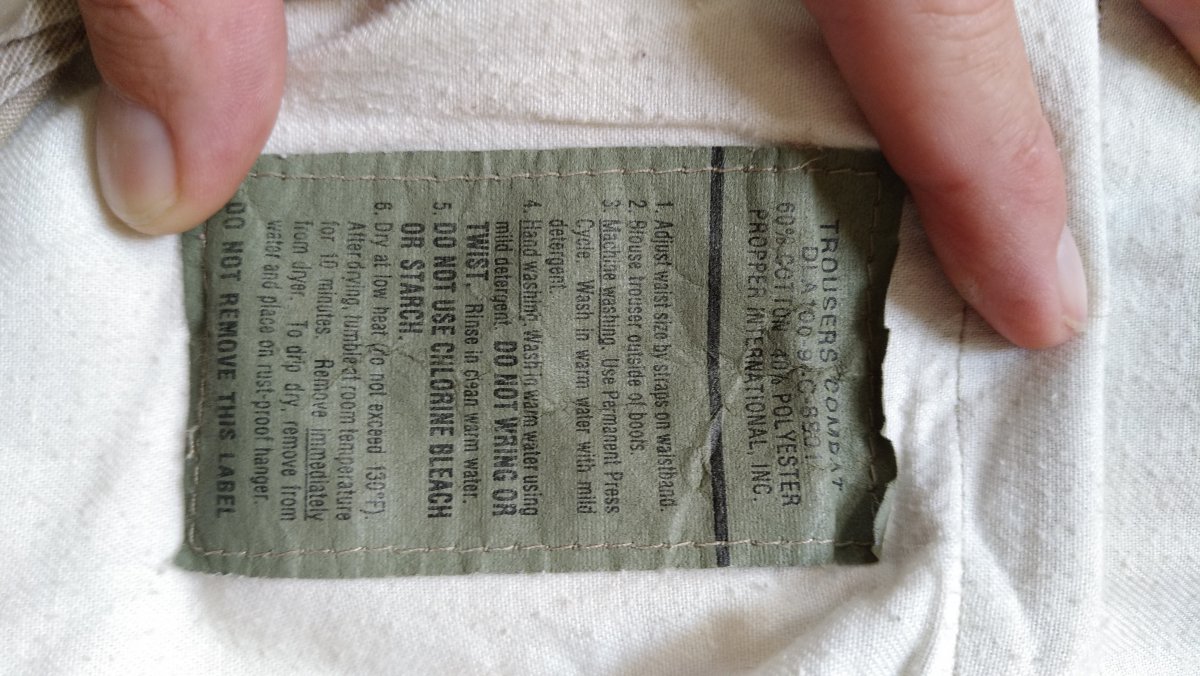 TROUSERS COMBAT
DLA100
60% COTTON 40% POLYESTER
PROPPER INTERNATIONAL, INC.
1. Adjust waist size by straps on waistband.
2. Blouse trouser outside of boots.
3. Machine washing. Use Permanent Press
Cycle. Wash in warm water with mild
detergent.
4. Hand washing. Wash in warm water using
mild detergent. DO NOT WRING OR
TWIST. Rinse in clean warm water.
5. DO NOT USE CHLORINE BLEACH
OR STARCH.
6. Dry at low heat (do not exceed 130°F).
After drying, tumble at room temperature
for 10 minutes. Remove immediately
from dryer. To drip dry, remove from
water and place on rust-proof hanger.
DO NOT REMOVE THIS LABEL